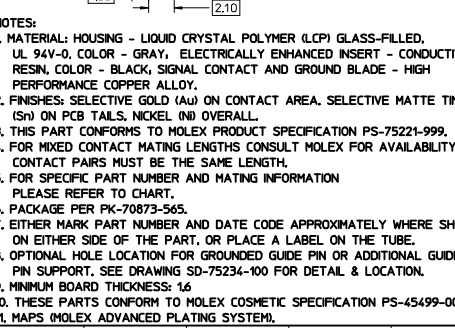 2.10
NOTES:
. MATERIAL: HOUSING - LIQUID CRYSTAL POLYMER (LCP) GLASS-FILLED,
UL 94V-0, COLOR - GRAY, ELECTRICALLY ENHANCED INSERT - CONDUCTI
RESIN, COLOR - BLACK; SIGNAL CONTACT AND GROUND BLADE - HIGH
PERFORMANCE COPPER ALLOY.
. FINISHES: SELECTIVE GOLD (Au) ON CONTACT AREA, SELECTIVE MATTE TIN
(Sn) ON PCB TAILS, NICKEL (Ni) OVERALL.
. THIS PART CONFORMS TO MOLEX PRODUCT SPECIFICATION PS-75221-999.
. FOR MIXED CONTACT MATING LENGTHS CONSULT MOLEX FOR AVAILABILITY
CONTACT PAIRS MUST BE THE SAME LENGTH.
. FOR SPECIFIC PART NUMBER AND MATING INFORMATION
PLEASE REFER TO CHART.
. PACKAGE PER PK-70873-565.
. EITHER MARK PART NUMBER AND DATE CODE APPROXIMATELY WHERE SH
ON EITHER SIDE OF THE PART, OR PLACE A LABEL ON THE TUBE.
. OPTIONAL HOLE LOCATION FOR GROUNDED GUIDE PIN OR ADDITIONAL GUID
PIN SUPPORT. SEE DRAWING SD-75234-100 FOR DETAIL & LOCATION.
. MINIMUM BOARD THICKNESS: 1,6
0. THESE PARTS CONFORM TO MOLEX COSMETIC SPECIFICATION PS-45499-00
1. MAPS (MOLEX ADVANCED PLATING SYSTEM).